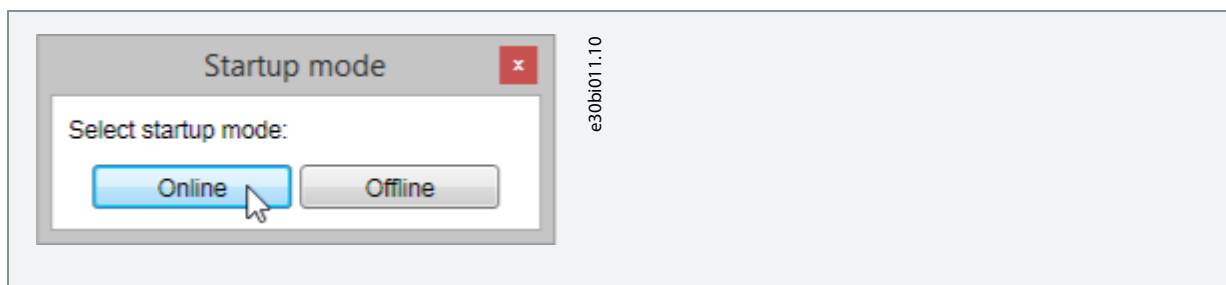 Startup mode
x
Select startup mode:
Online
Offline
e30bi011.10